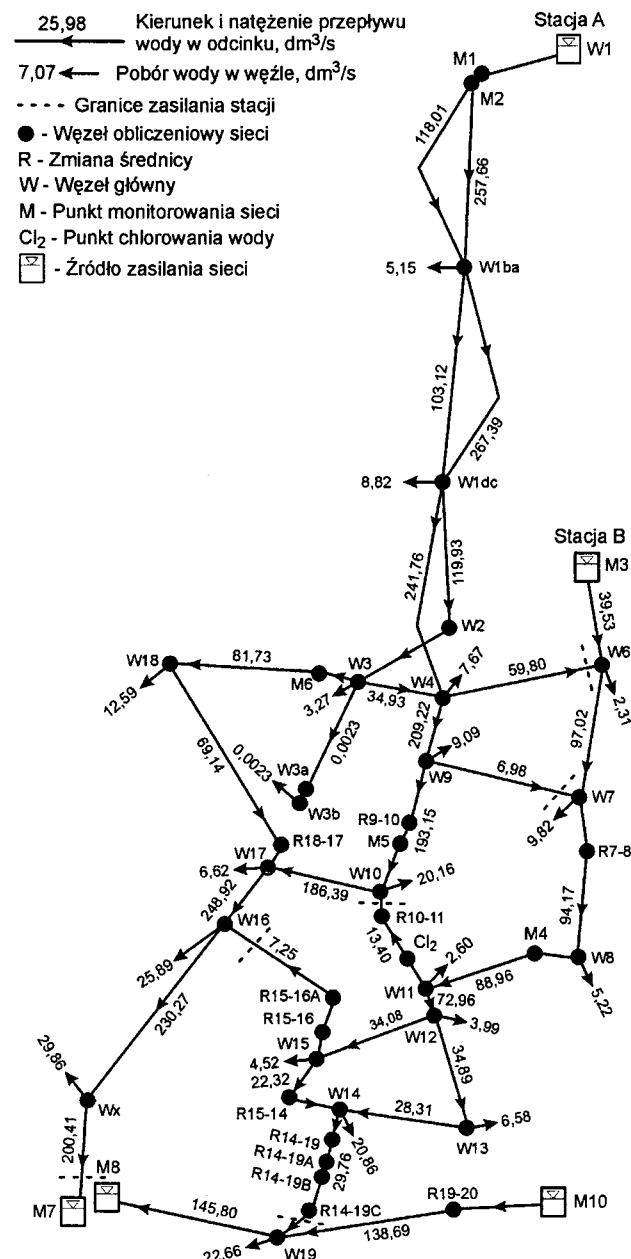 25,98
Kierunek i natężenie przepływu
wody w odcinku, dm³/s
7,07
Pobór wody w węźle, dm³/s
Granice zasilania stacji
- Węzeł obliczeniowy sieci
R - Zmiana średnicy
W - Węzeł główny
M - Punkt monitorowania sieci
Cl₂ - Punkt chlorowania wody
- Źródło zasilania sieci
Stacja A
W1
M1
M2
118,01
257,66
5,15
W1ba
103,12
267,39
8,82
W1dc
241,76
119,93
Stacja B
M3
39,53
W2
W18
81,73
M6
W3
3,27
34,93
W4
7,67
59,80
W6
2,31
12,59
69,14
0,0023
0,0023
W3a
W3b
209,22
9,09
W9
6,98
97,02
W7
9,82
R9-10
M5
193,15
R7-8
R18-17
W17
6,62
186,39
W10
20,16
94,17
248,92
R10-11
W16
7,25
13,40
Cl₂
2,60
M4
W8
5,22
25,89
W11
88,96
72,96
230,27
R15-16A
R15-16
34,08
W12
3,99
W15
4,52
34,89
29,86
22,32
Wx
R15-14
W14
28,31
6,58
W13
20,86
200,41
R14-19
R14-19A
R14-19B
29,76
M8
M7
R14-19C
R19-20
M10
145,80
138,69
22,66
W19